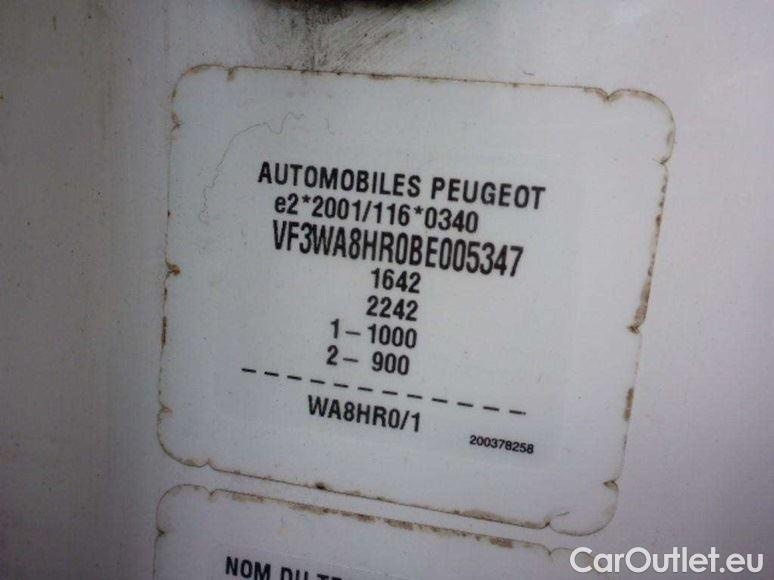 AUTOMOBILES PEUGEOT
e2*2001/116*0340
VF3WA8HR0BE005347
1642
2242
1- 1000
2- 900
WA8HR0/1
200378258
NOM DU
CarOutlet.eu